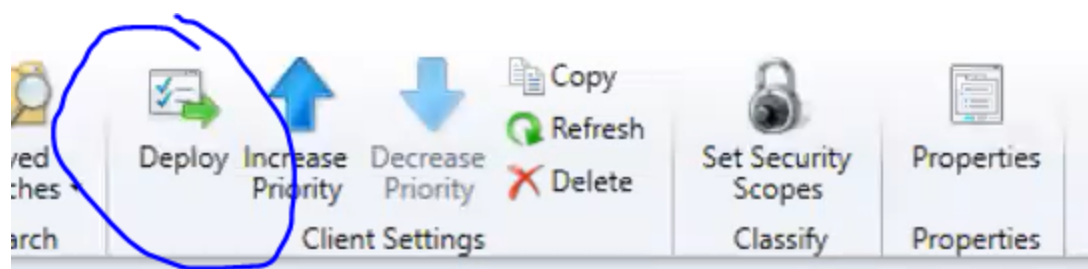 Copy
Refresh
Deploy Increase Decrease Set Security Properties
Priority Priority Delete Scopes
Client Settings Classify Properties